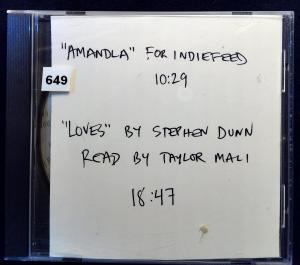 "AMANDLA" FOR INDIEFEED
649
10:29
"LOVES" BY STEPHEN DUNN
READ BY TAYLOR MALI
18:47